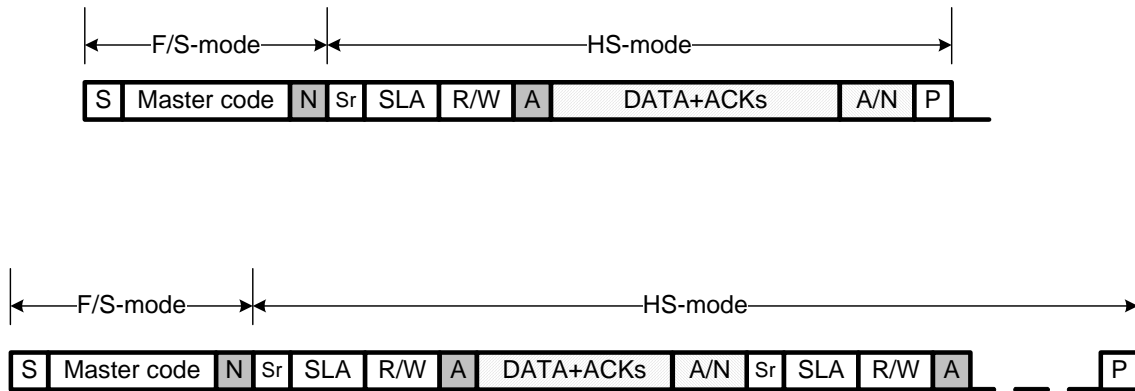 F/S-mode HS-mode
S Master code N Sr SLA R/W A DATA+ACKs A/N P
F/S-mode HS-mode
S Master code N Sr SLA R/W A DATA+ACKs A/N Sr SLA R/W A P